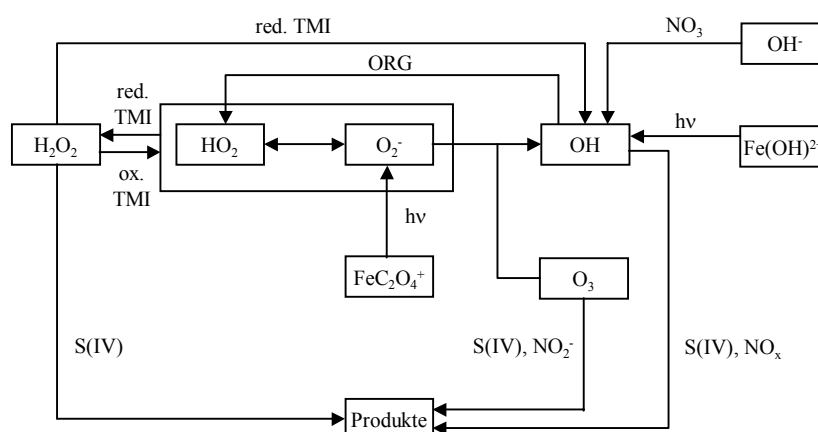 red. TMI
NO₃
OH⁻
ORG
red.
TMI
hν
H₂O₂
HO₂
O₂⁻
OH
Fe(OH)²⁺
ox.
TMI
hν
FeC₂O₄⁺
O₃
S(IV)
S(IV), NO₂⁻
S(IV), NOₓ
Produkte